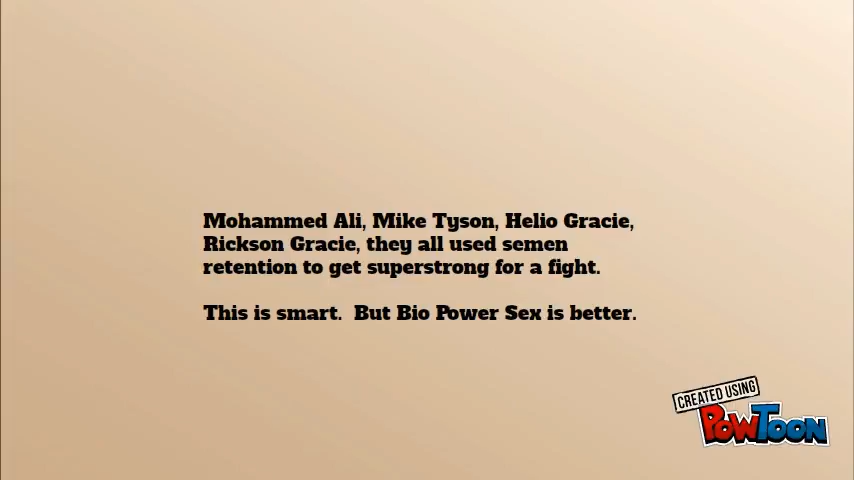 Mohammed Ali, Mike Tyson, Helio Gracie,
Rickson Gracie, they all used semen
retention to get superstrong for a fight.
This is smart.  But Bio Power Sex is better.
CREATED USING
POWTOON